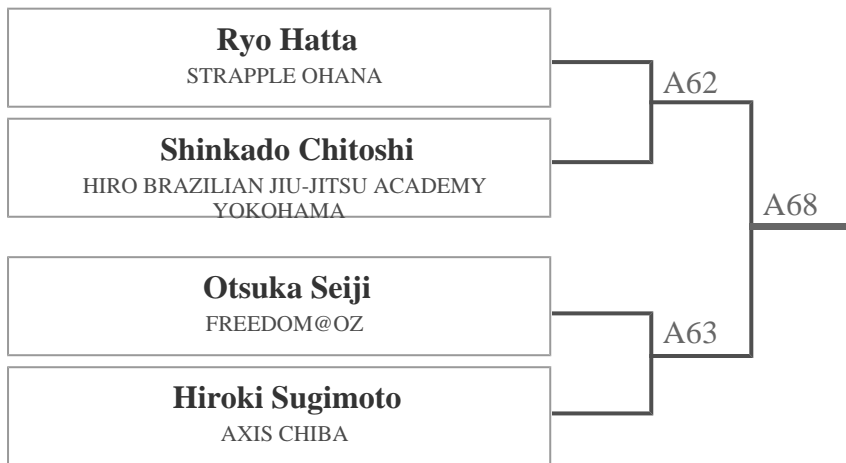 Ryo Hatta
STRAPPLE OHANA
A62
Shinkado Chitoshi
HIRO BRAZILIAN JIU-JITSU ACADEMY
YOKOHAMA
A68
Otsuka Seiji
FREEDOM@OZ
A63
Hiroki Sugimoto
AXIS CHIBA